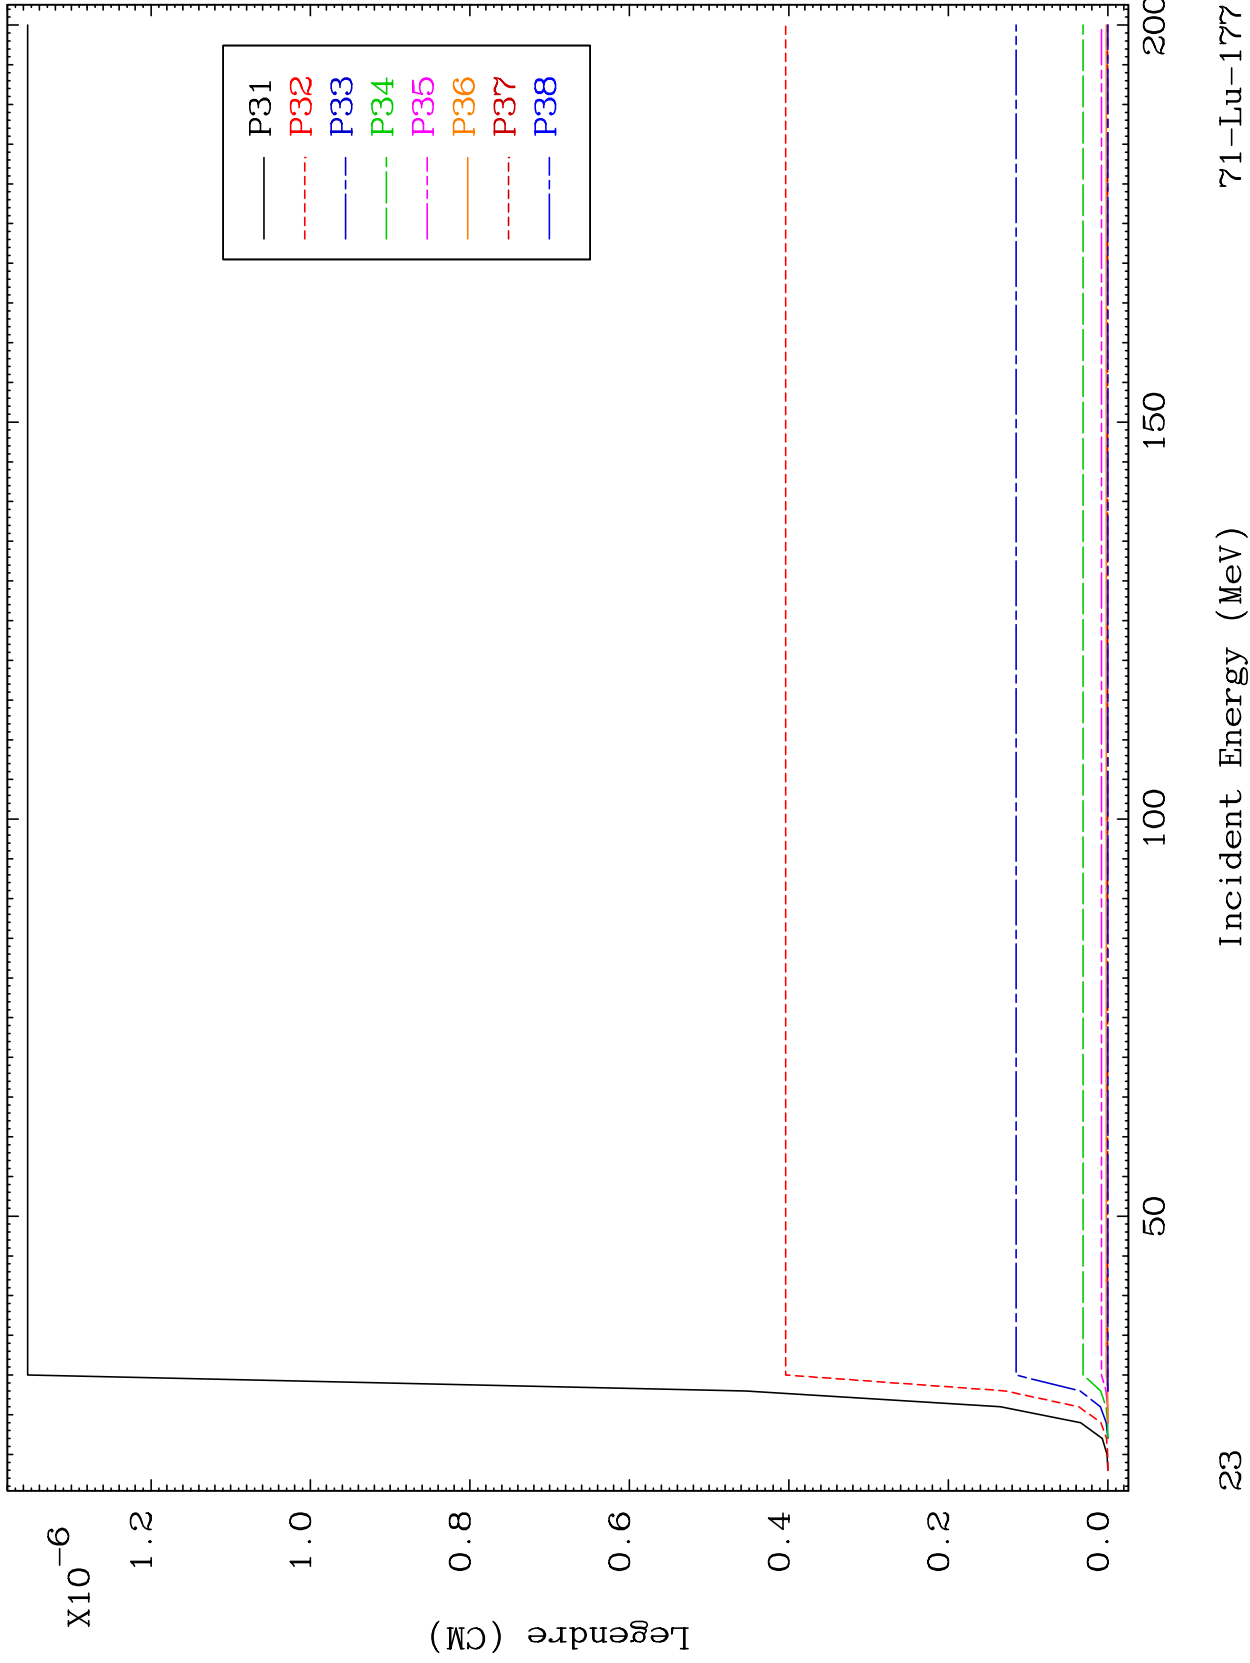 X10-6
1.2
1.0
0.8
0.6
0.4
0.2
0.0
Legendre (CM)
P31
P32
P33
P34
P35
P36
P37
P38
50
100
150
200
Incident Energy (MeV)
23
71-Lu-177